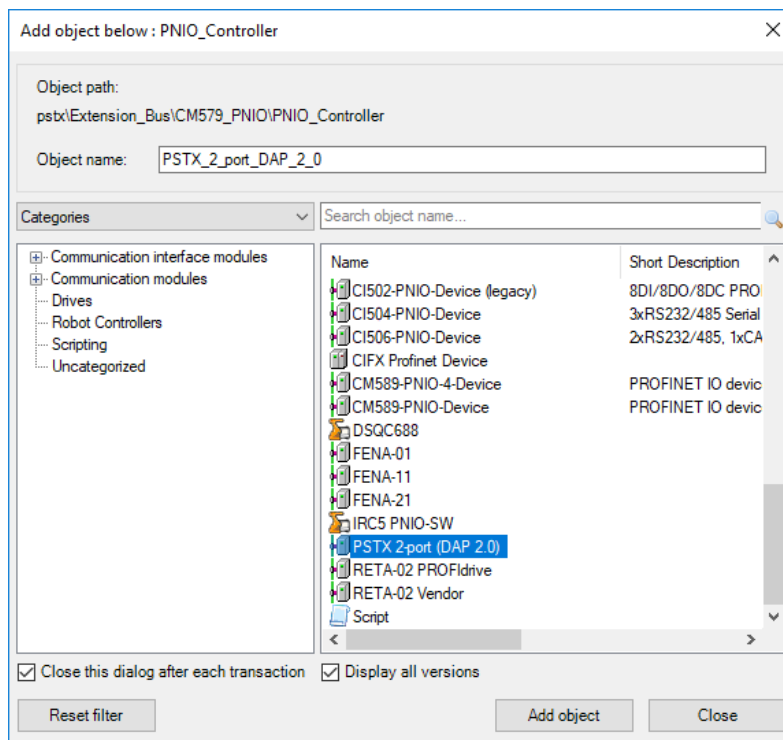 Add object below : PNIO_Controller
Object path:
pstx\Extension_Bus\CM579_PNIO\PNIO_Controller
Object name: PSTX_2_port_DAP_2_0
Categories
Search object name...
Communication interface modules
Communication modules
Drives
Robot Controllers
Scripting
Uncategorized
Name Short Description
CI502-PNIO-Device (legacy) 8DI/8DO/8DC PROI
CI504-PNIO-Device 3xRS232/485 Serial
CI506-PNIO-Device 2xRS232/485, 1xCA
CIFX Profinet Device
CM589-PNIO-4-Device PROFINET IO devic
CM589-PNIO-Device PROFINET IO devic
DSQC688
FENA-01
FENA-11
FENA-21
IRC5 PNIO-SW
PSTX 2-port (DAP 2.0)
RETA-02 PROFIdrive
RETA-02 Vendor
Script
Close this dialog after each transaction
Display all versions
Reset filter
Add object
Close